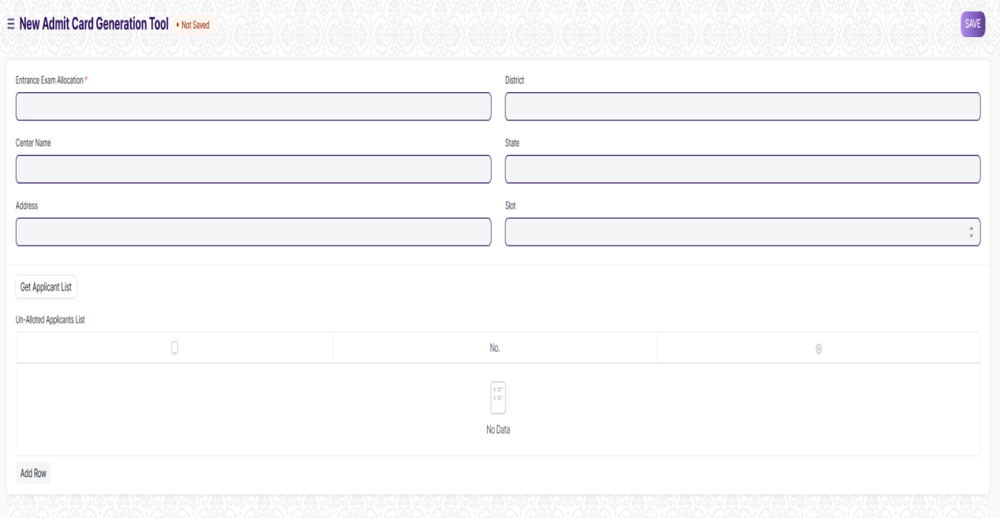 New Admit Card Generation Tool • Not Saved SAVE
Entrance Exam Allocation * District
Center Name State
Address Slot
Get Applicant List
Un-Alloted Applicants List
No.
No Data
Add Row